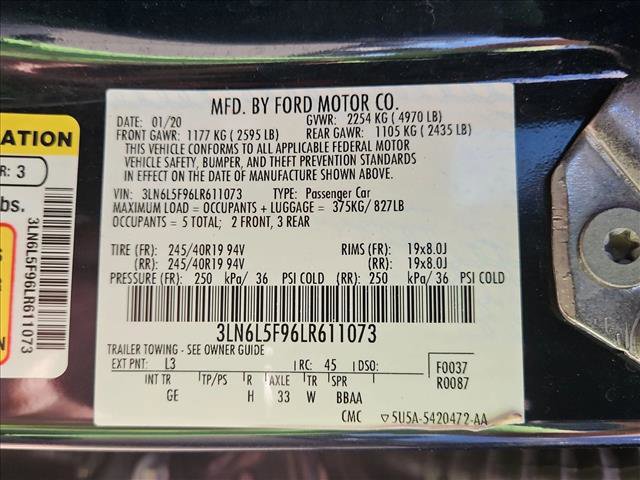 MFD. BY FORD MOTOR CO.
DATE: 01/20 GVWR: 2254 KG ( 4970 LB)
FRONT GAWR: 1177 KG ( 2595 LB) REAR GAWR: 1105 KG ( 2435 LB)
THIS VEHICLE CONFORMS TO ALL APPLICABLE FEDERAL MOTOR
VEHICLE SAFETY, BUMPER, AND THEFT PREVENTION STANDARDS
IN EFFECT ON THE DATE OF MANUFACTURE SHOWN ABOVE.
VIN: 3LN6L5F96LR611073 TYPE: Passenger Car
MAXIMUM LOAD = OCCUPANTS + LUGGAGE = 375KG/827LB
OCCUPANTS = 5 TOTAL; 2 FRONT, 3 REAR
TIRE (FR): 245/40R19 94V RIMS (FR): 19x8.0J
(RR): 245/40R19 94V (RR): 19x8.0J
PRESSURE (FR): 250 kPa/ 36 PSI COLD (RR): 250 kPa/36 PSI COLD
3LN6L5F96LR611073
TRAILER TOWING - SEE OWNER GUIDE
EXT PNT: L3 RC: 45 DSO: F0037
R0087
INT TR TP/PS R AXLE TR SPR
GE H 33 W BBAA
CMC ▽5U5A-5420472-AA
ATION
R: 3
bs.
3LN6L5F96LR611073